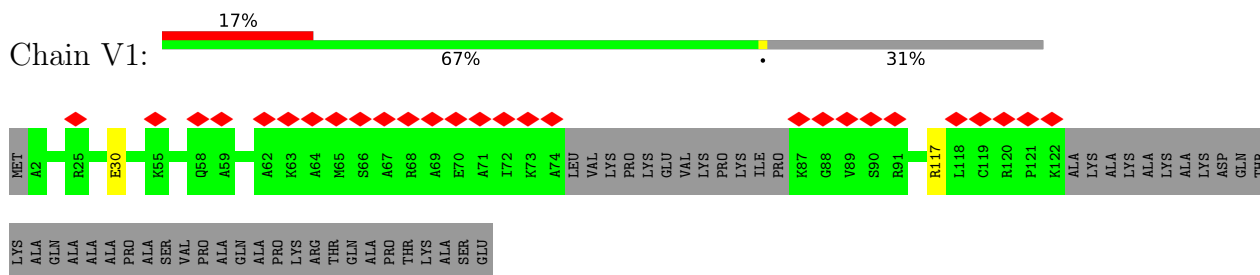 17%
Chain V1:
67%
.
31%
MET A2 R25 E30 K55 Q58 A59 A62 K63 A64 M65 S66 A67 R68 A69 E70 A71 I72 K73 A74 LEU VAL LYS PRO LYS GLU VAL LYS PRO LYS ILE PRO K87 G88 V89 S90 R91 R117 L118 C119 R120 P121 K122 ALA LYS ALA LYS ALA LYS ALA LYS ASP GLN THR
LYS ALA GLN ALA ALA ALA PRO ALA SER VAL PRO ALA GLN ALA PRO LYS ARG THR GLN ALA PRO THR LYS ALA SER GLU